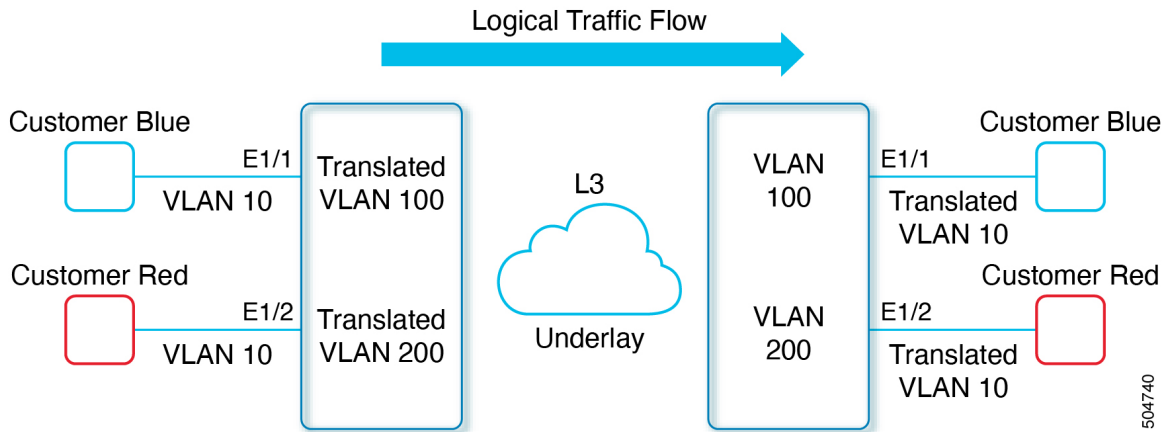 Logical Traffic Flow
Customer Blue
E1/1
VLAN 10
Translated
VLAN 100
Customer Red
E1/2
VLAN 10
Translated
VLAN 200
L3
Underlay
VLAN
100
VLAN
200
Customer Blue
E1/1
Translated
VLAN 10
Customer Red
E1/2
Translated
VLAN 10
504740